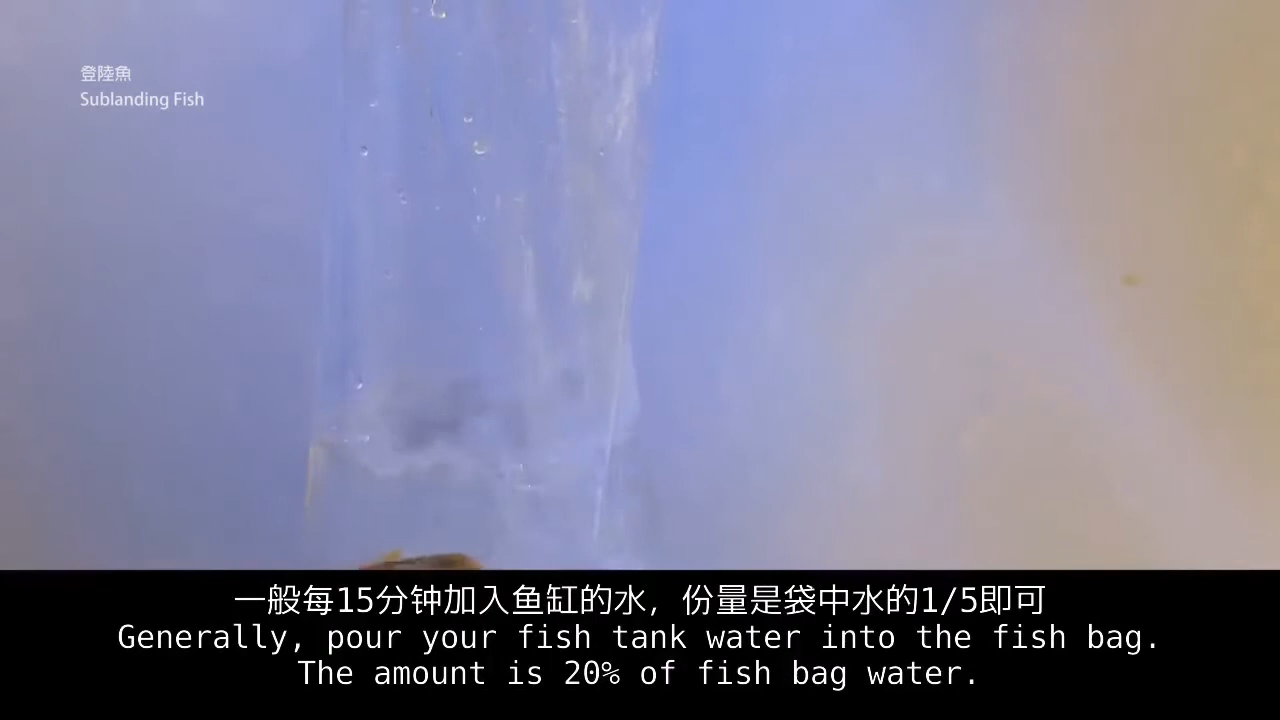 登陸魚
Sublanding Fish
一般每15分钟加入鱼缸的水，份量是袋中水的1/5即可
Generally, pour your fish tank water into the fish bag.
The amount is 20% of fish bag water.